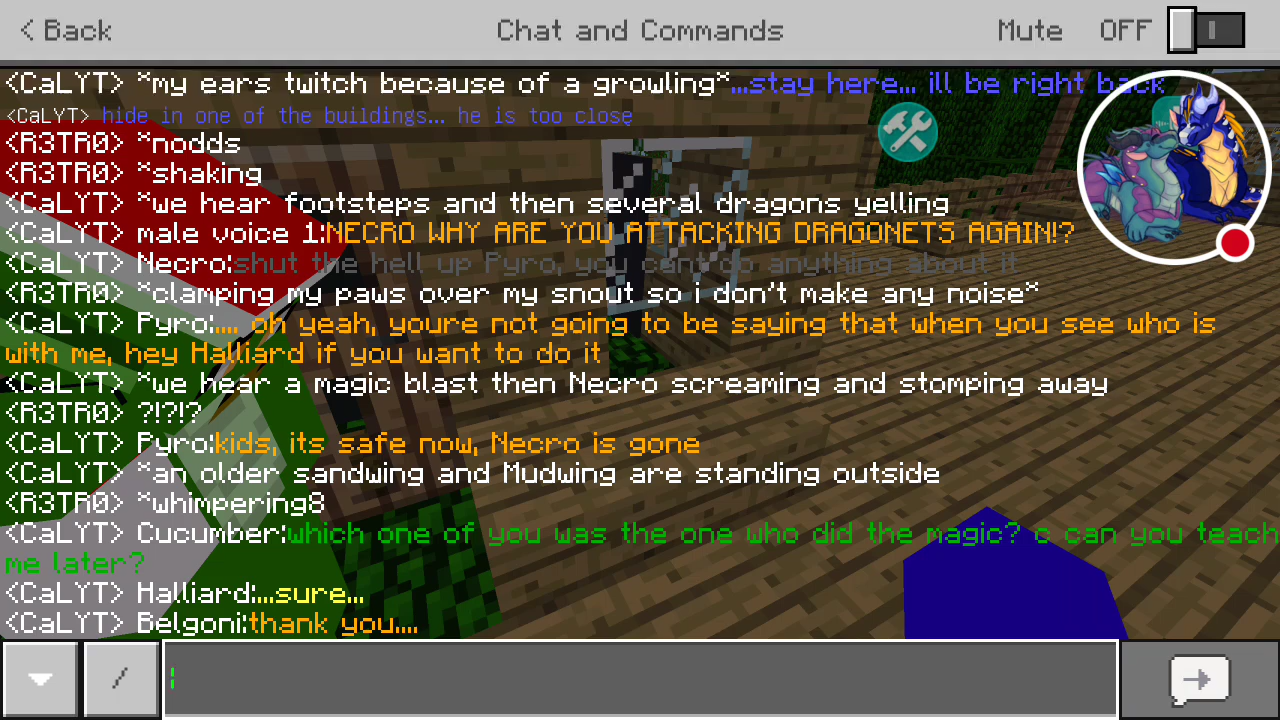 Back
Chat and Commands
Mute OFF
<CaLYT> *my ears twitch because of a growling*...stay here... ill be right back
<CaLYT> hide in one of the buildings... he is too close
<R3TR0> *nodds
<R3TR0> *shaking
<CaLYT> *we hear footsteps and then several dragons yelling
<CaLYT> male voice 1:NECRO WHY ARE YOU ATTACKING DRAGONETS AGAIN!?
<CaLYT> Necro:shut the hell up Pyro, you cant do anything about it
<R3TR0> *clamping my paws over my snout so i don't make any noise*
<CaLYT> Pyro:.... oh yeah, youre not going to be saying that when you see who is
with me, hey Halliard if you want to do it
<CaLYT> *we hear a magic blast then Necro screaming and stomping away
<R3TR0> ?!?!?
<CaLYT> Pyro:kids, its safe now, Necro is gone
<CaLYT> *an older sandwing and Mudwing are standing outside
<R3TR0> *whimpering8
<CaLYT> Cucumber:which one of you was the one who did the magic? c can you teach
me later?
<CaLYT> Halliard:...sure...
<CaLYT> Belgoni:thank you....
/